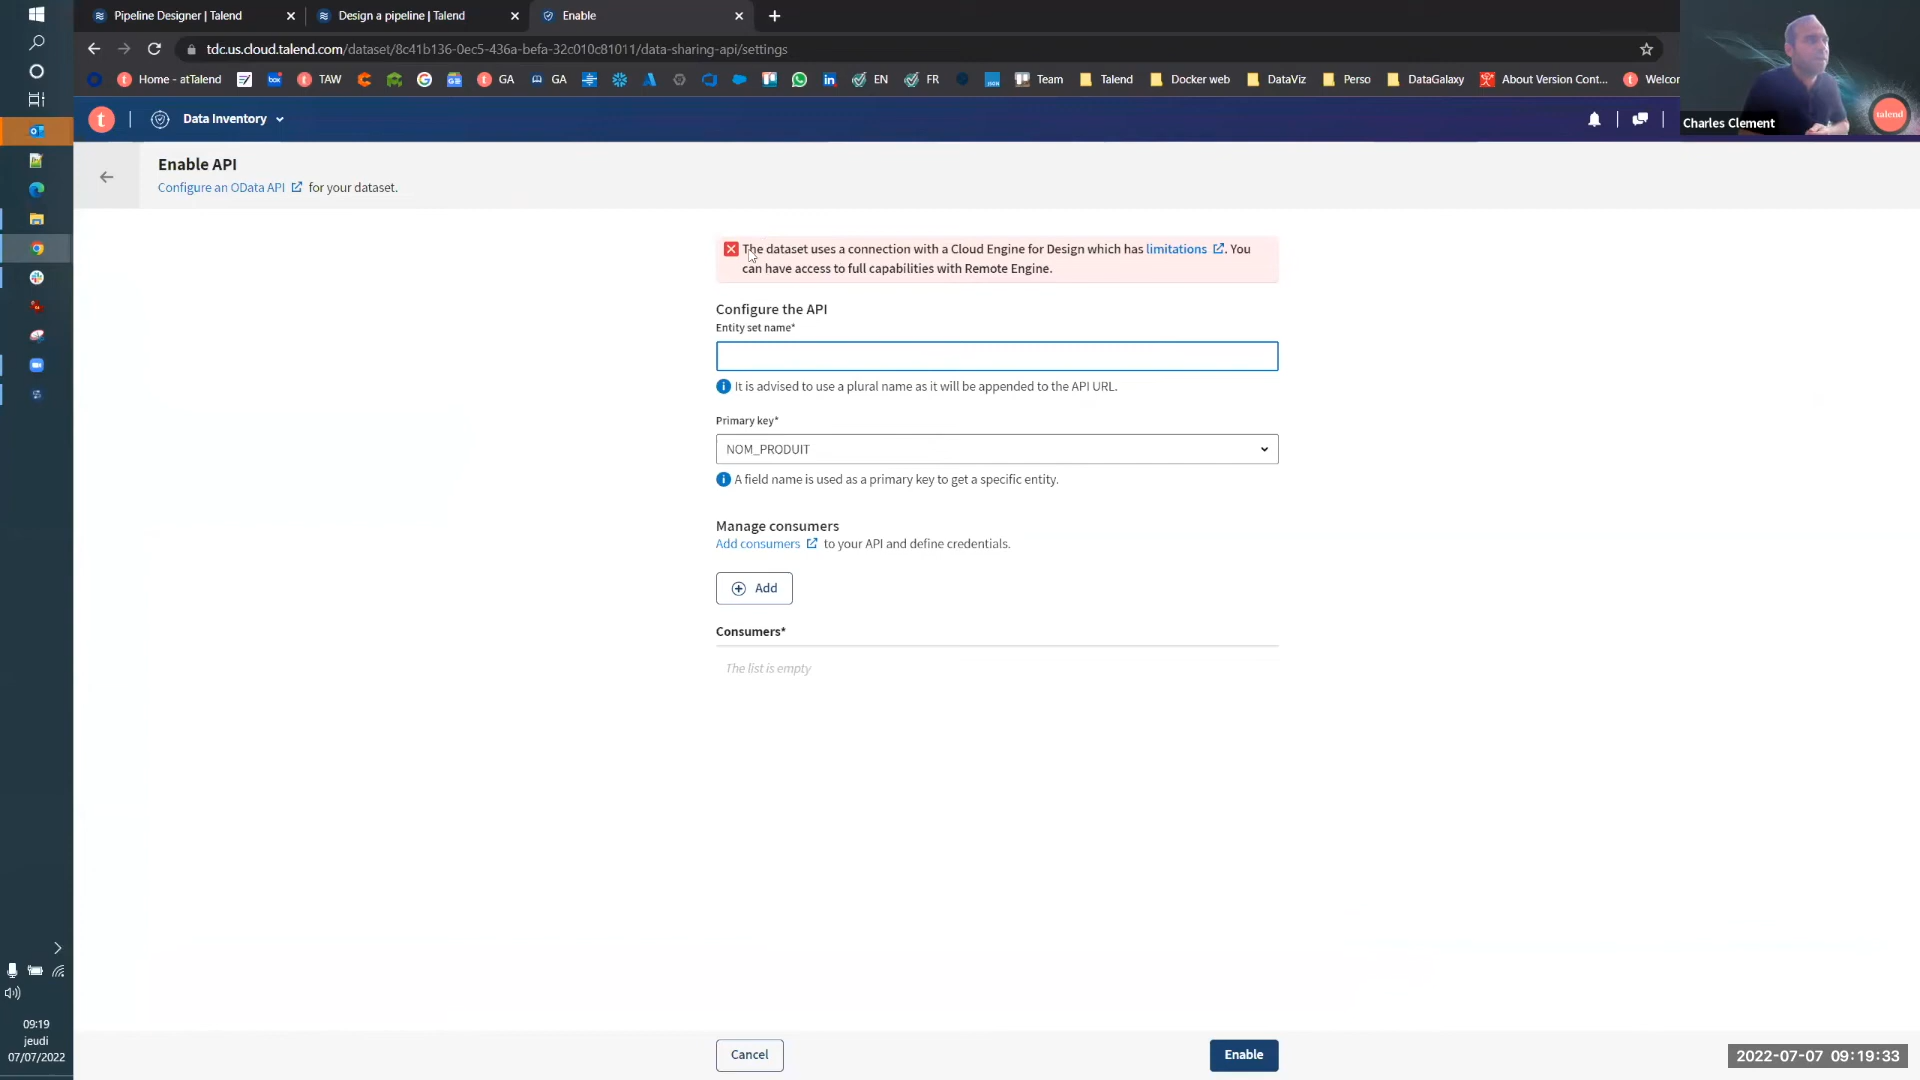 Pipeline Designer | Talend
Design a pipeline | Talend
Enable
tdc.us.cloud.talend.com/dataset/8c41b136-0ec5-436a-befa-32c010c81011/data-sharing-api/settings
Home - atTalend
box
TAW
GA
GA
EN
FR
Team
Talend
Docker web
DataViz
Perso
DataGalaxy
About Version Cont...
Welcor
t
Data Inventory
Charles Clement
talend
Enable API
Configure an OData API for your dataset.
The dataset uses a connection with a Cloud Engine for Design which has limitations. You
can have access to full capabilities with Remote Engine.
Configure the API
Entity set name*
It is advised to use a plural name as it will be appended to the API URL.
Primary key*
NOM_PRODUIT
A field name is used as a primary key to get a specific entity.
Manage consumers
Add consumers to your API and define credentials.
Add
Consumers*
The list is empty
09:19
jeudi
07/07/2022
Cancel
Enable
2022-07-07 09:19:33